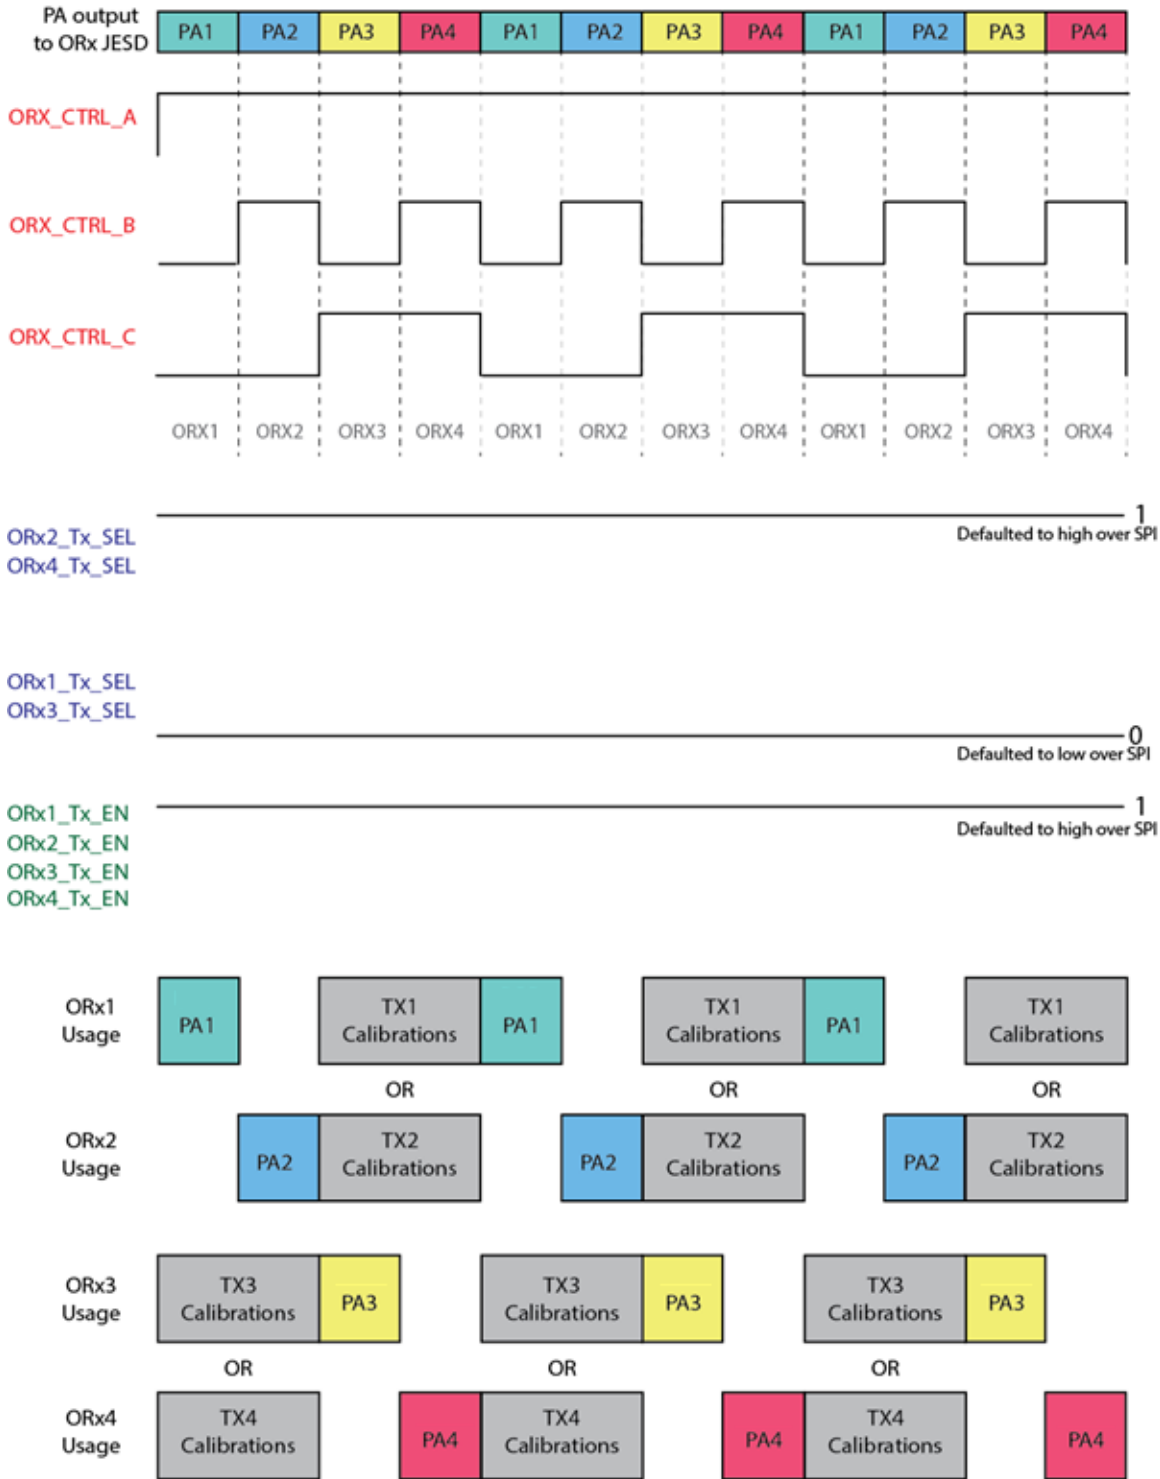 PA output
to ORx JESD
PA1 PA2 PA3 PA4 PA1 PA2 PA3 PA4 PA1 PA2 PA3 PA4
ORX_CTRL_A
ORX_CTRL_B
ORX_CTRL_C
ORX1 ORX2 ORX3 ORX4 ORX1 ORX2 ORX3 ORX4 ORX1 ORX2 ORX3 ORX4
1
Defaulted to high over SPI
ORx2_Tx_SEL
ORx4_Tx_SEL
ORx1_Tx_SEL
ORx3_Tx_SEL
0
Defaulted to low over SPI
1
Defaulted to high over SPI
ORx1_Tx_EN
ORx2_Tx_EN
ORx3_Tx_EN
ORx4_Tx_EN
ORx1
Usage
PA1
TX1
Calibrations
PA1
TX1
Calibrations
PA1
TX1
Calibrations
OR OR OR
ORx2
Usage
PA2
TX2
Calibrations
PA2
TX2
Calibrations
PA2
TX2
Calibrations
ORx3
Usage
TX3
Calibrations
PA3
TX3
Calibrations
PA3
TX3
Calibrations
PA3
OR OR OR
ORx4
Usage
TX4
Calibrations
PA4
TX4
Calibrations
PA4
TX4
Calibrations
PA4